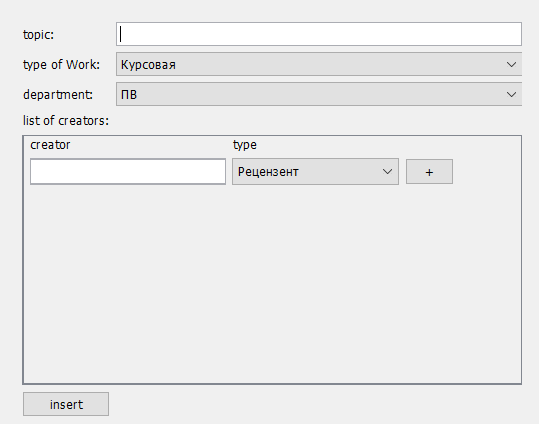 topic:
type of Work: Курсовая
department: ПВ
list of creators:
creator type
Рецензент +
insert